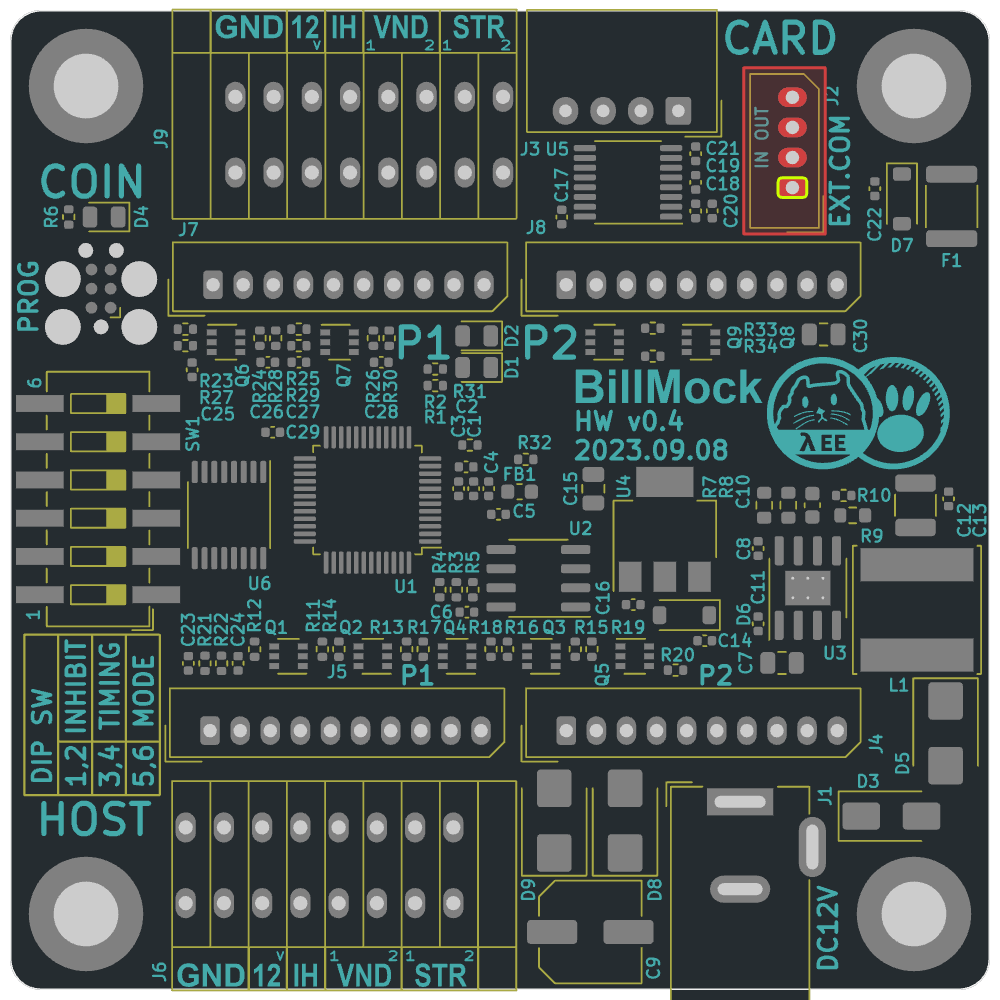 GND 12 IH VND STR
V 1 2 1 2
CARD
J2
J9
IN OUT
EXT.COM
J3 U5
C21
C19
C18
C17
C20
COIN
R6
D4
J7
J8
C22
D7
F1
PROG
P1
D2
D1
P2
Q9
R33
R34
Q8
C30
R23
R27
C25
Q6
R24
R28
C26
R25
R29
C27
Q7
R26
R30
C28
R31
R2
R1
C2
C3
C1
BillMock
HW v0.4
2023.09.08
λEE
6
SW1
C29
R32
C4
FB1
C5
C15
U4
R7
R8
C10
R10
R9
C12
C13
U2
U6
U1
R4
R3
R5
C6
C16
C8
C11
D6
U3
C14
C7
1
C23
R21
R22
C24
R12
Q1
R11
R14
Q2
R13
R17
Q4
R18
R16
Q3
R15
R19
Q5
R20
J5
P1
P2
L1
DIP SW
1,2 INHIBIT
3,4 TIMING
5,6 MODE
J4
D5
D3
J1
HOST
D9
D8
C9
DC12V
J6
V 1 2 1 2
GND 12 IH VND STR